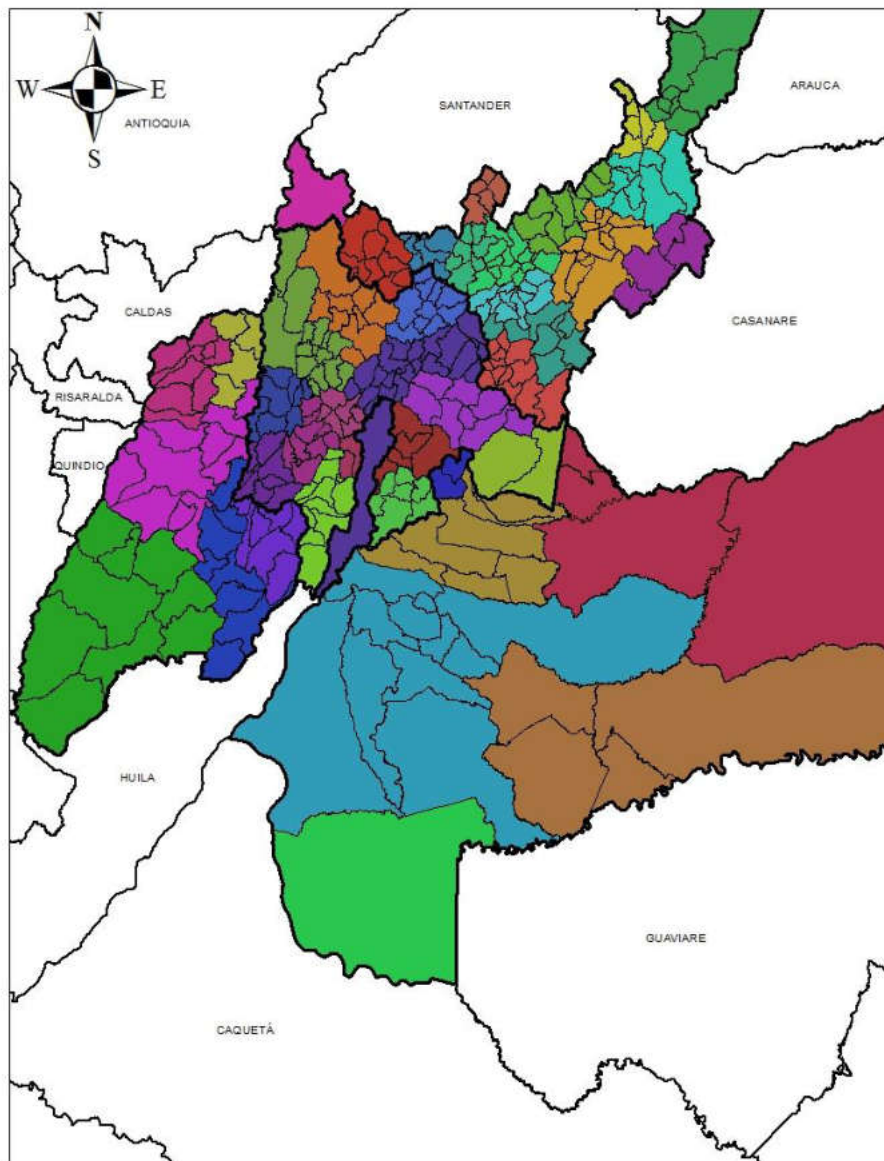 N
W E
S
ARAUCA
SANTANDER
ANTIOQUIA
CALDAS
CASANARE
RISARALDA
QUINDIO
HUILA
GUAVIARE
CAQUETÁ